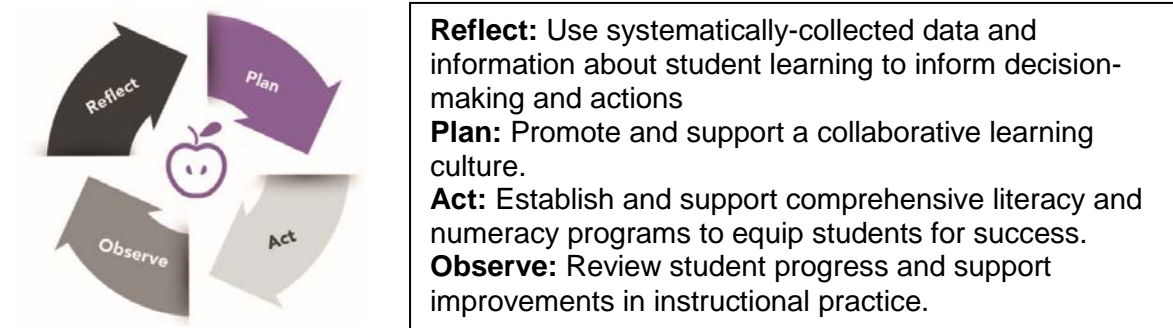 Reflect
Plan
Act
Observe
Reflect: Use systematically-collected data and
information about student learning to inform decision-
making and actions
Plan: Promote and support a collaborative learning
culture.
Act: Establish and support comprehensive literacy and
numeracy programs to equip students for success.
Observe: Review student progress and support
improvements in instructional practice.